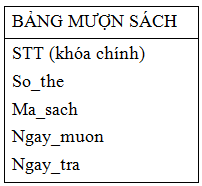 BẢNG MƯỢN SÁCH
STT (khóa chính)
So_the
Ma_sach
Ngay_muon
Ngay_tra